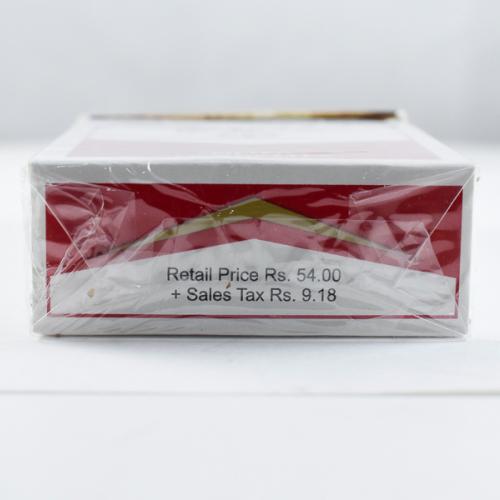 Retail Price Rs. 54.00
+ Sales Tax Rs. 9.18